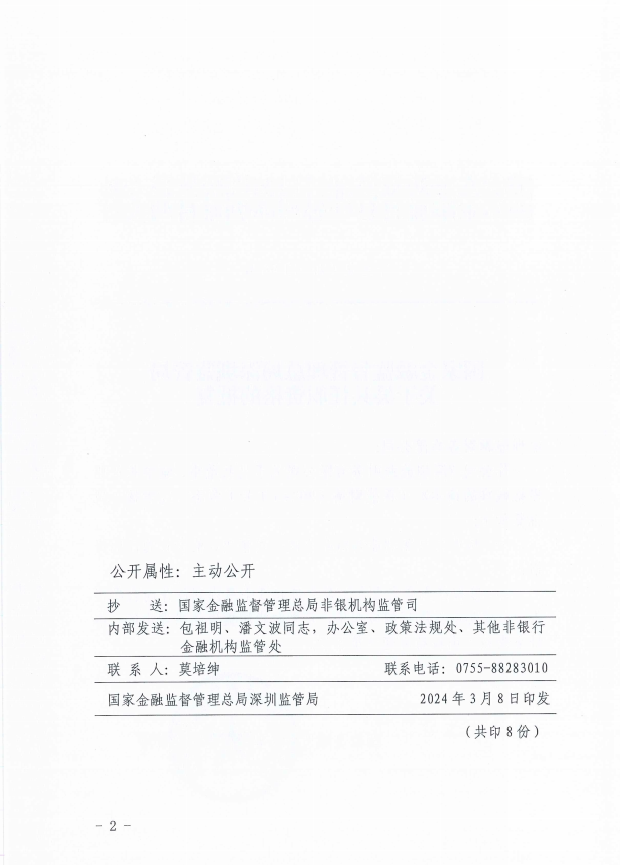 公开属性：主动公开
抄　　送：国家金融监督管理总局非银机构监管司
内部发送：包祖明、潘文波同志，办公室、政策法规处、其他非银行
金融机构监管处
联 系 人：莫培绅　　联系电话：0755-88283010
国家金融监督管理总局深圳监管局　　2024 年 3 月 8 日印发
（共印 8 份）
- 2 -